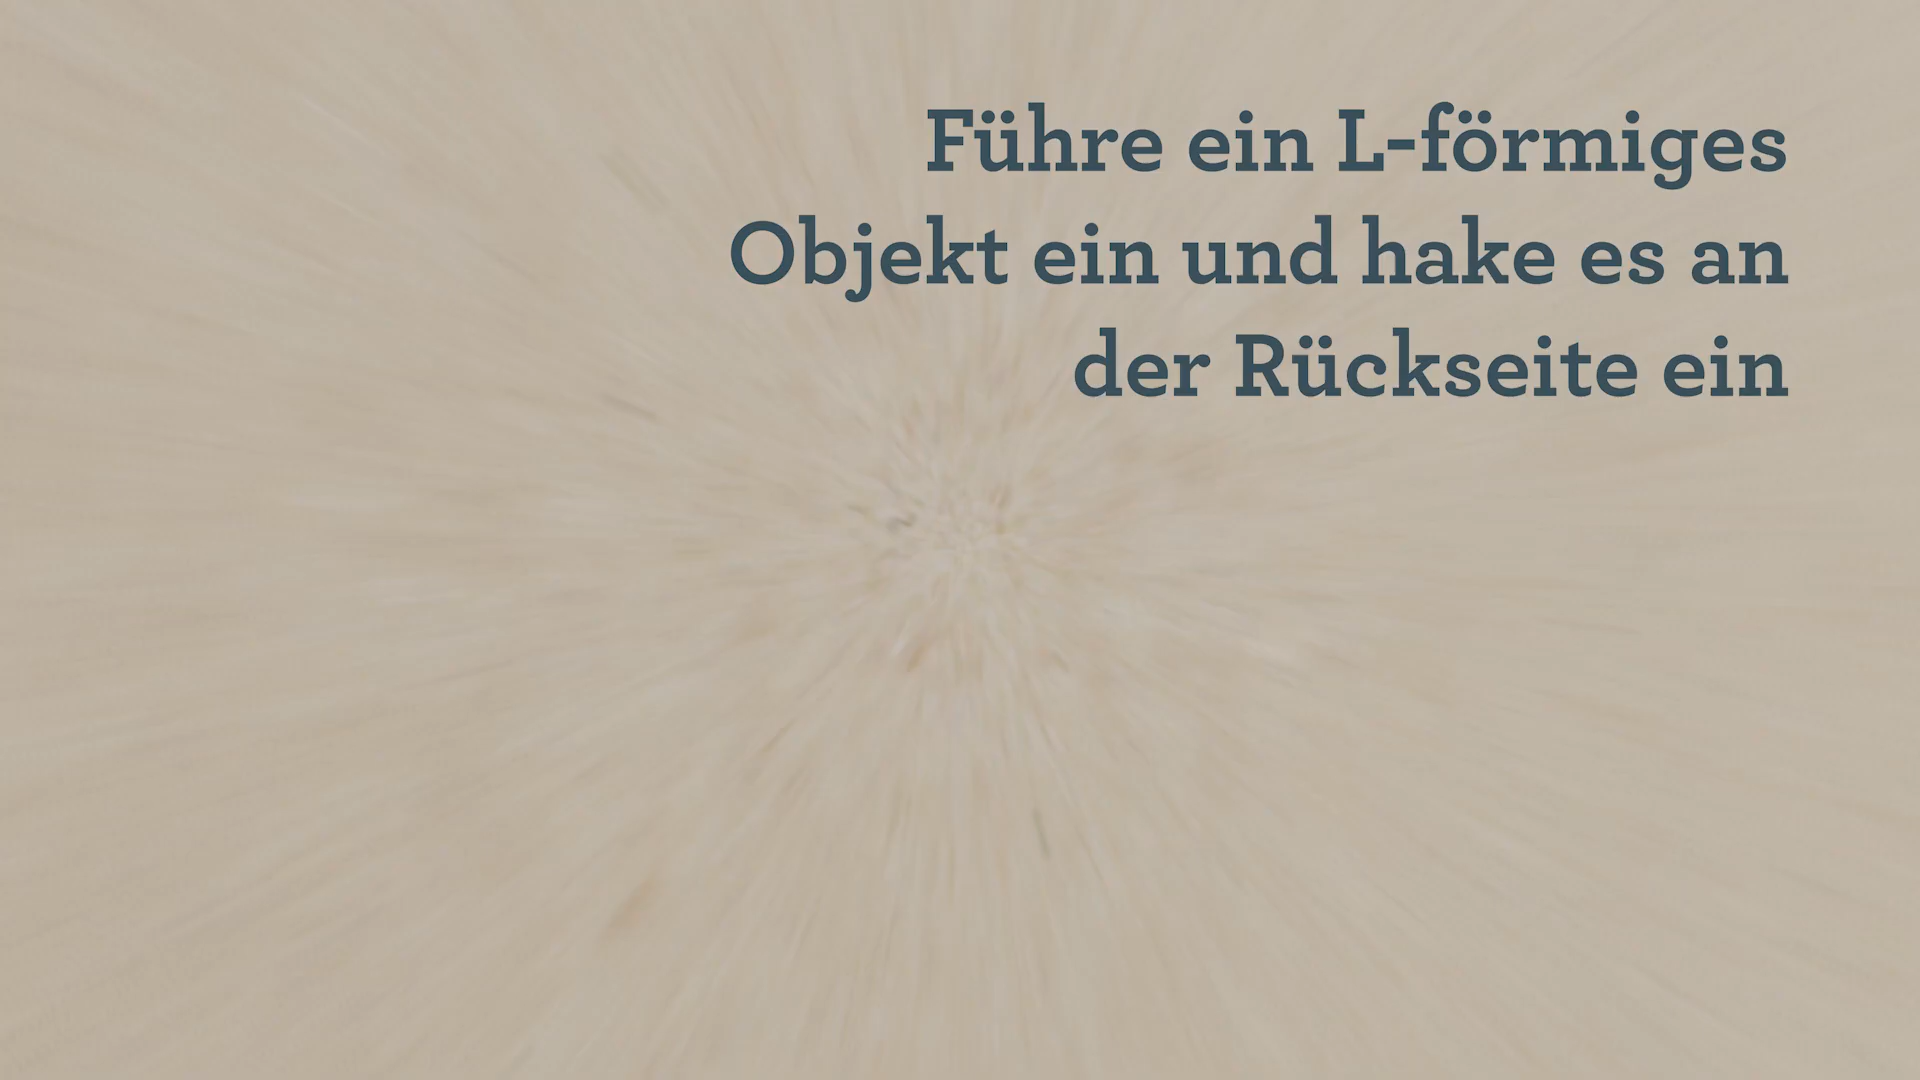 Führe ein L-förmiges
Objekt ein und hake es an
der Rückseite ein